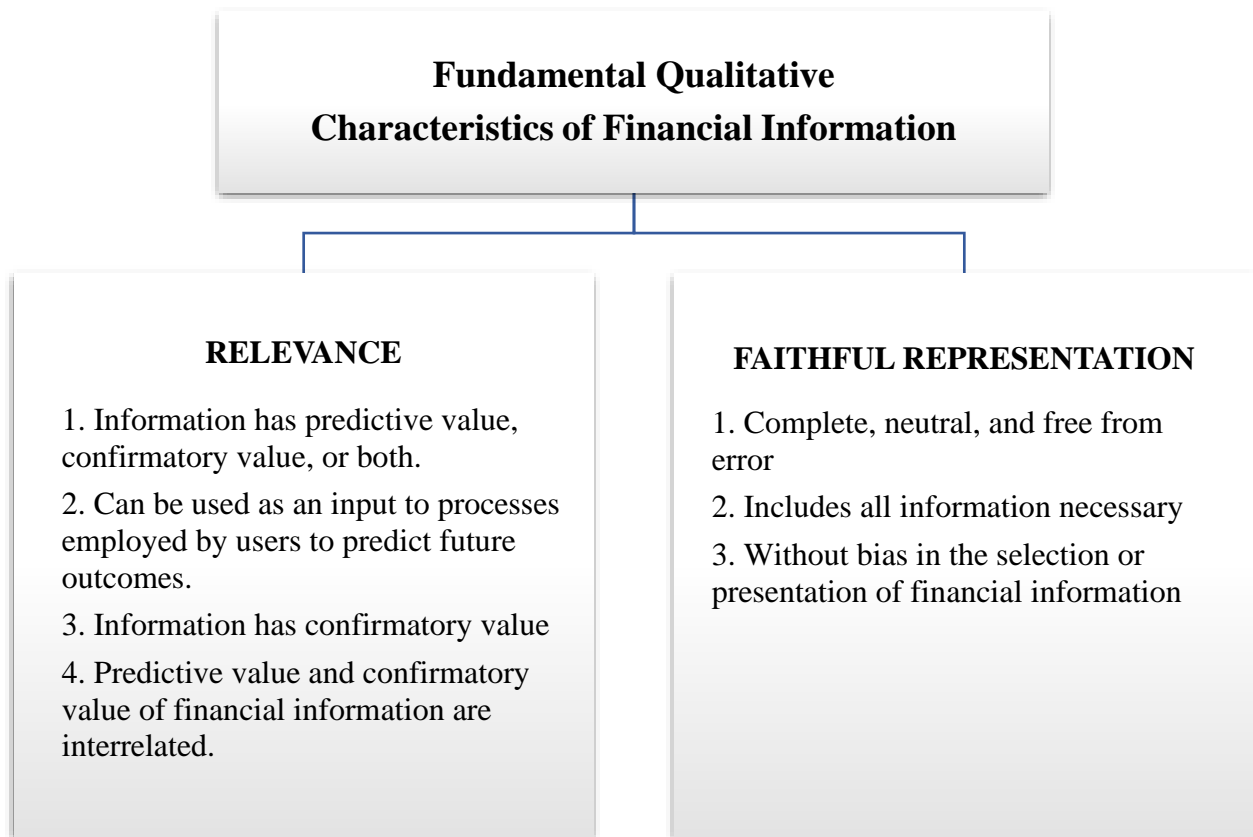 Fundamental Qualitative
Characteristics of Financial Information
RELEVANCE
1. Information has predictive value,
confirmatory value, or both.
2. Can be used as an input to processes
employed by users to predict future
outcomes.
3. Information has confirmatory value
4. Predictive value and confirmatory
value of financial information are
interrelated.
FAITHFUL REPRESENTATION
1. Complete, neutral, and free from
error
2. Includes all information necessary
3. Without bias in the selection or
presentation of financial information